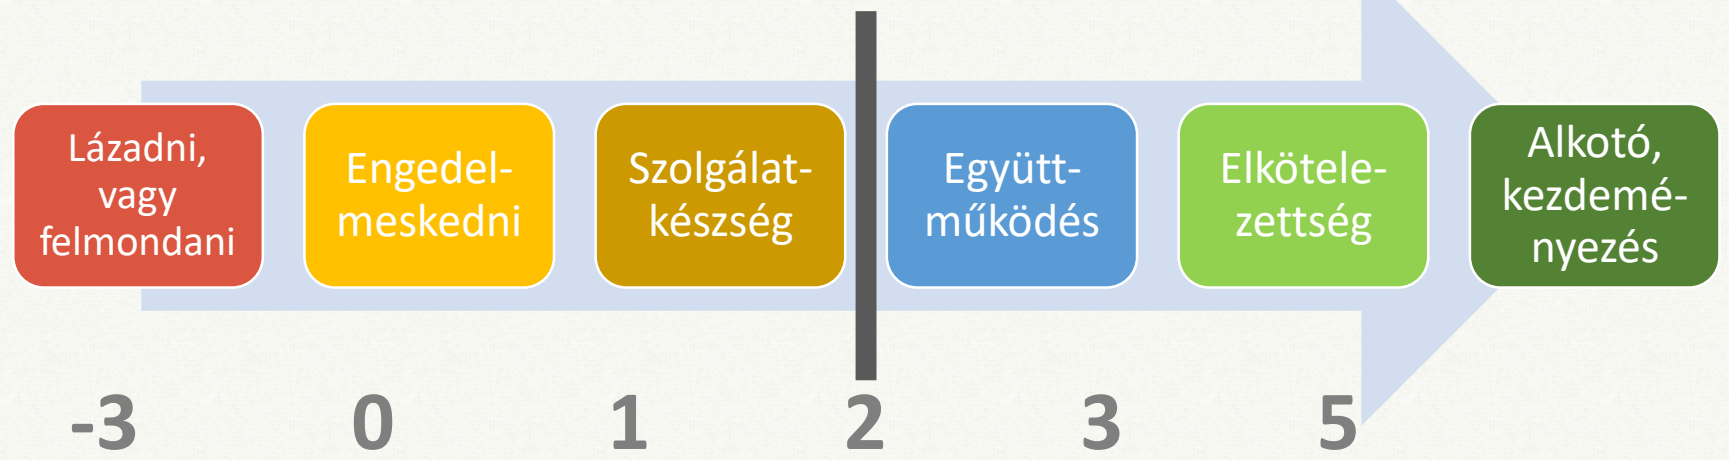 Lázadni,
vagy
felmondani
Engedel-
meskedni
Szolgálat-
készség
Együtt-
működés
Elkötele-
zettség
Alkotó,
kezdemé-
nyezés
-3 0 1 2 3 5